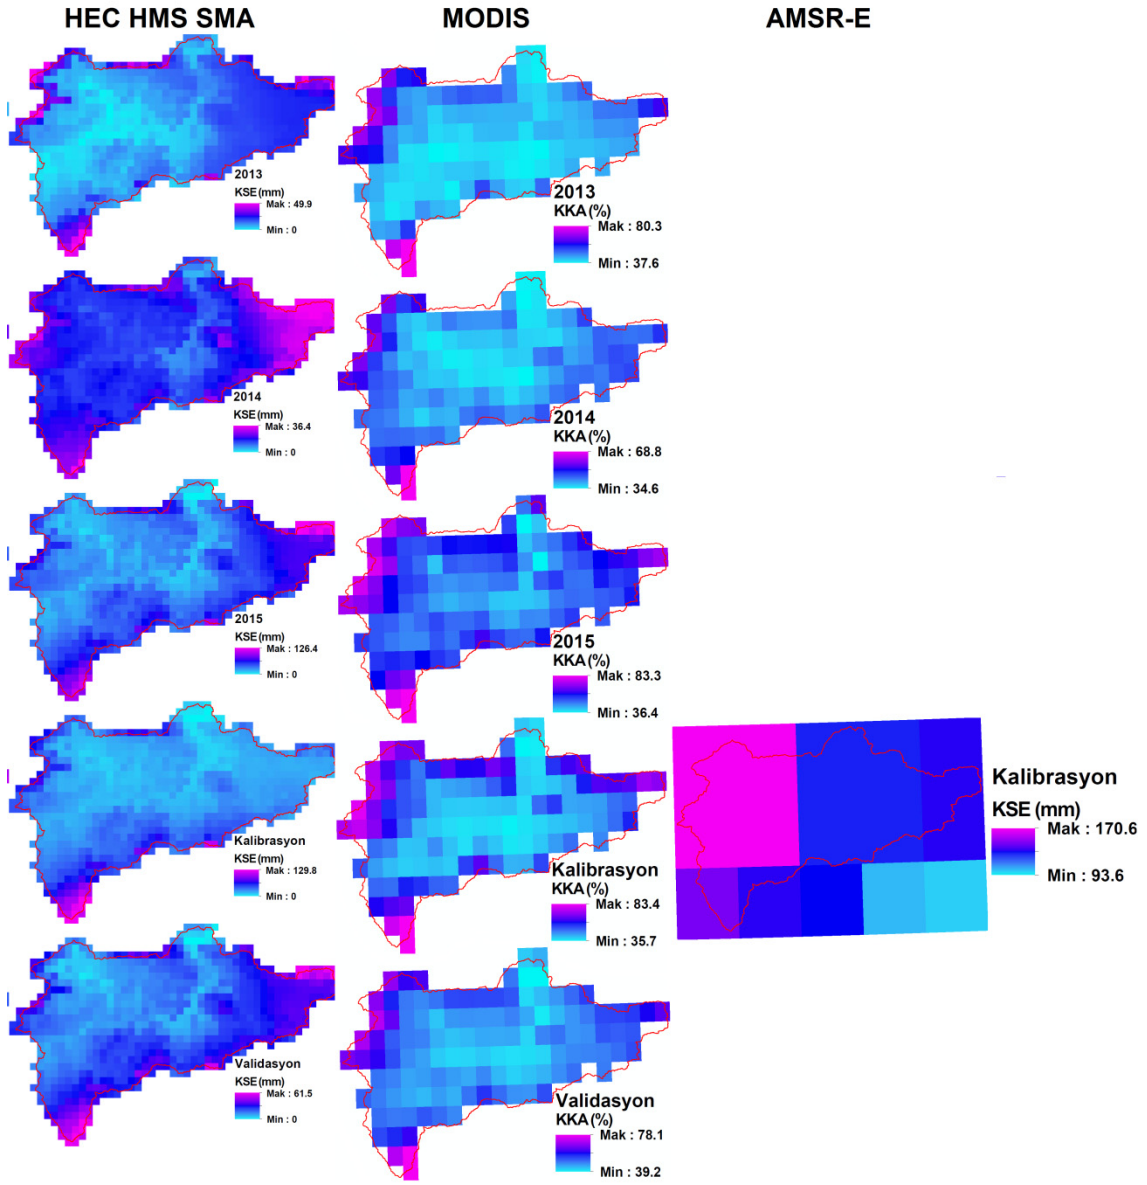 HEC HMS SMA
MODIS
AMSR-E
2013
KSE (mm)
Mak : 49.9
Min : 0
2013
KKA (%)
Mak : 80.3
Min : 37.6
2014
KSE (mm)
Mak : 36.4
Min : 0
2014
KKA (%)
Mak : 68.8
Min : 34.6
2015
KSE (mm)
Mak : 126.4
Min : 0
2015
KKA (%)
Mak : 83.3
Min : 36.4
Kalibrasyon
KSE (mm)
Mak : 129.8
Min : 0
Kalibrasyon
KKA (%)
Mak : 83.4
Min : 35.7
Kalibrasyon
KSE (mm)
Mak : 170.6
Min : 93.6
Validasyon
KSE (mm)
Mak : 61.5
Min : 0
Validasyon
KKA (%)
Mak : 78.1
Min : 39.2